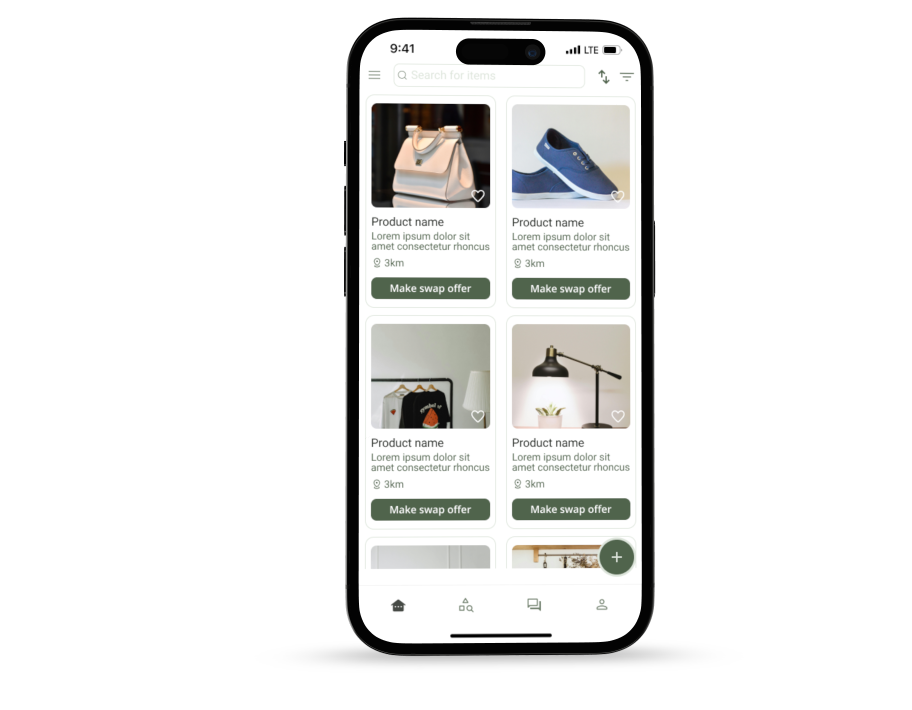 9:41
LTE
Search for items
Product name
Lorem ipsum dolor sit
amet consectetur rhoncus
3km
Make swap offer
Product name
Lorem ipsum dolor sit
amet consectetur rhoncus
3km
Make swap offer
symbol of
Product name
Lorem ipsum dolor sit
amet consectetur rhoncus
3km
Make swap offer
Product name
Lorem ipsum dolor sit
amet consectetur rhoncus
3km
Make swap offer